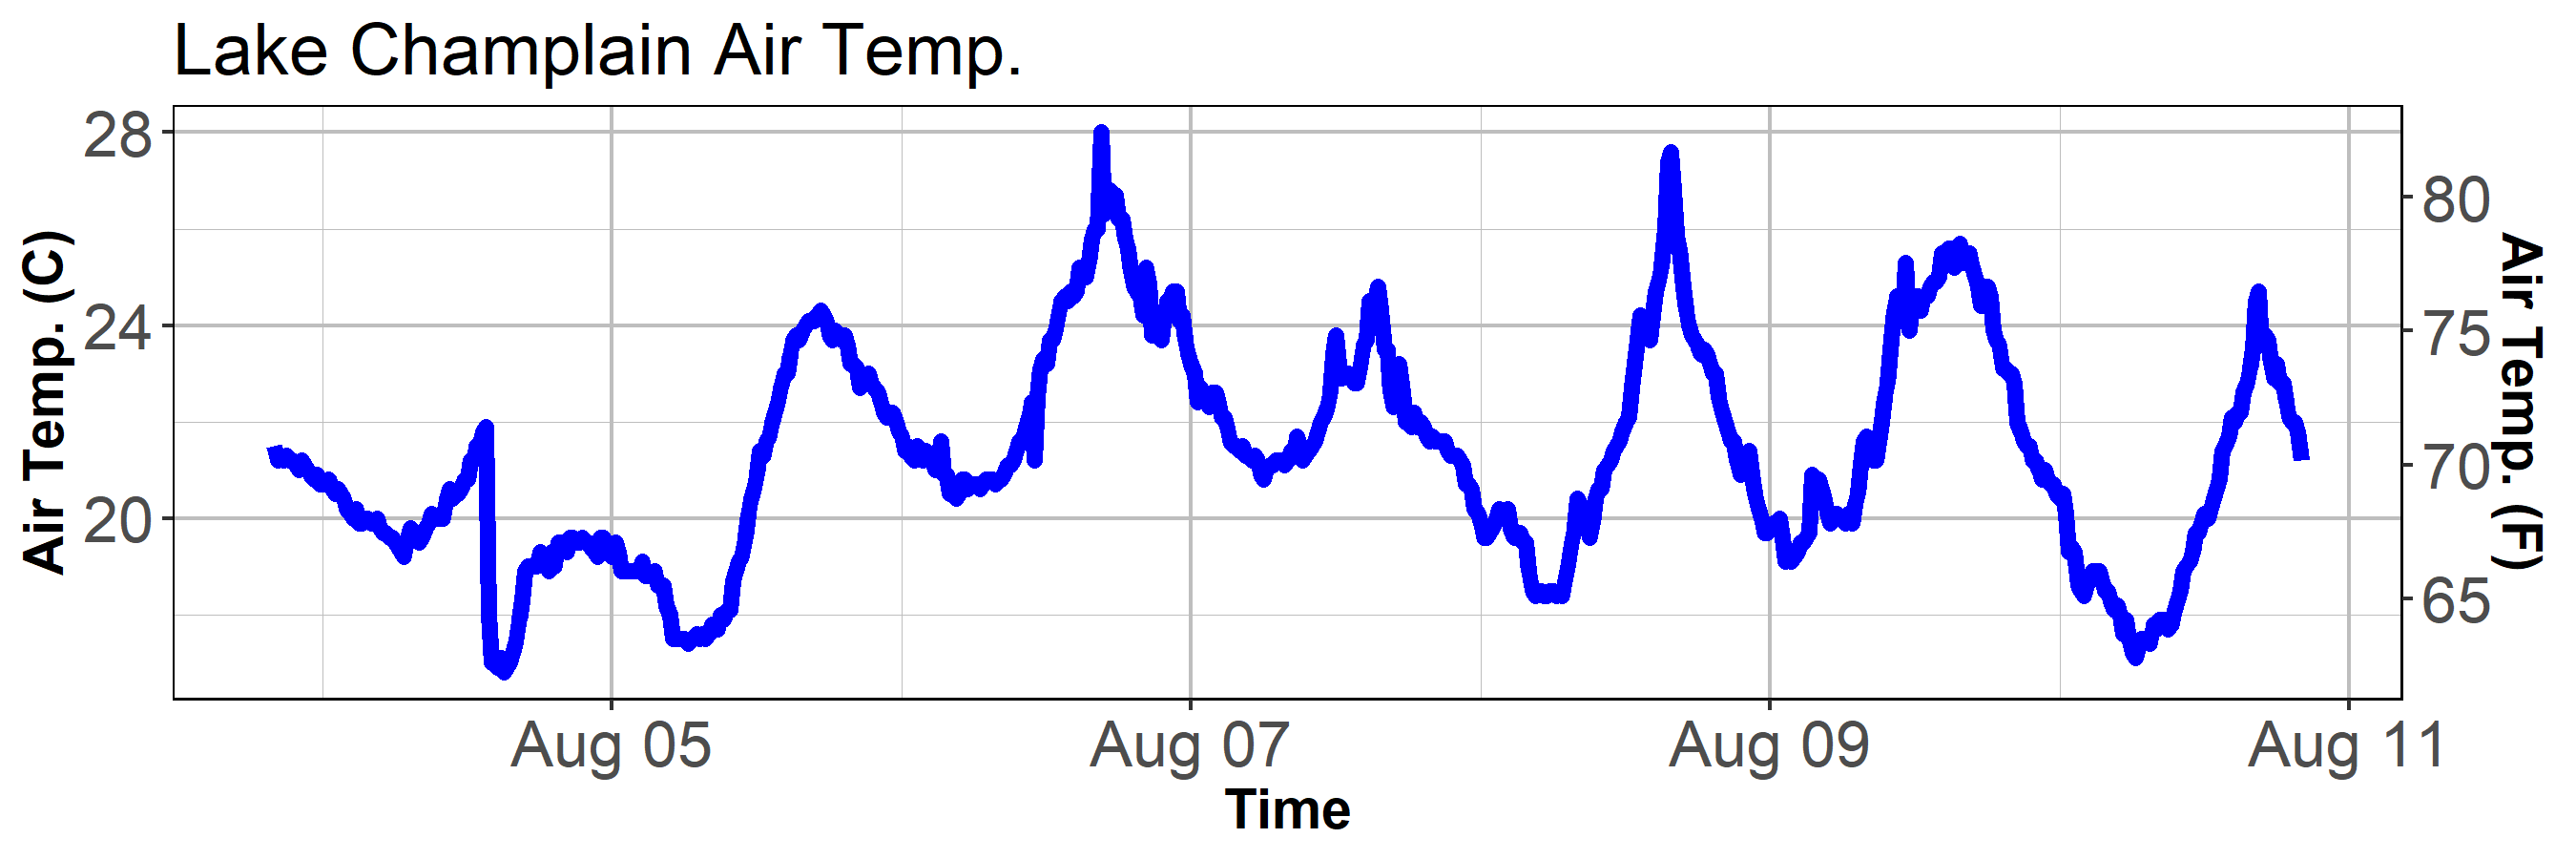 Lake Champlain Air Temp.
Air Temp. (C)
28
24
20
80
75
70
65
Air Temp. (F)
Aug 05
Aug 07
Aug 09
Aug 11
Time